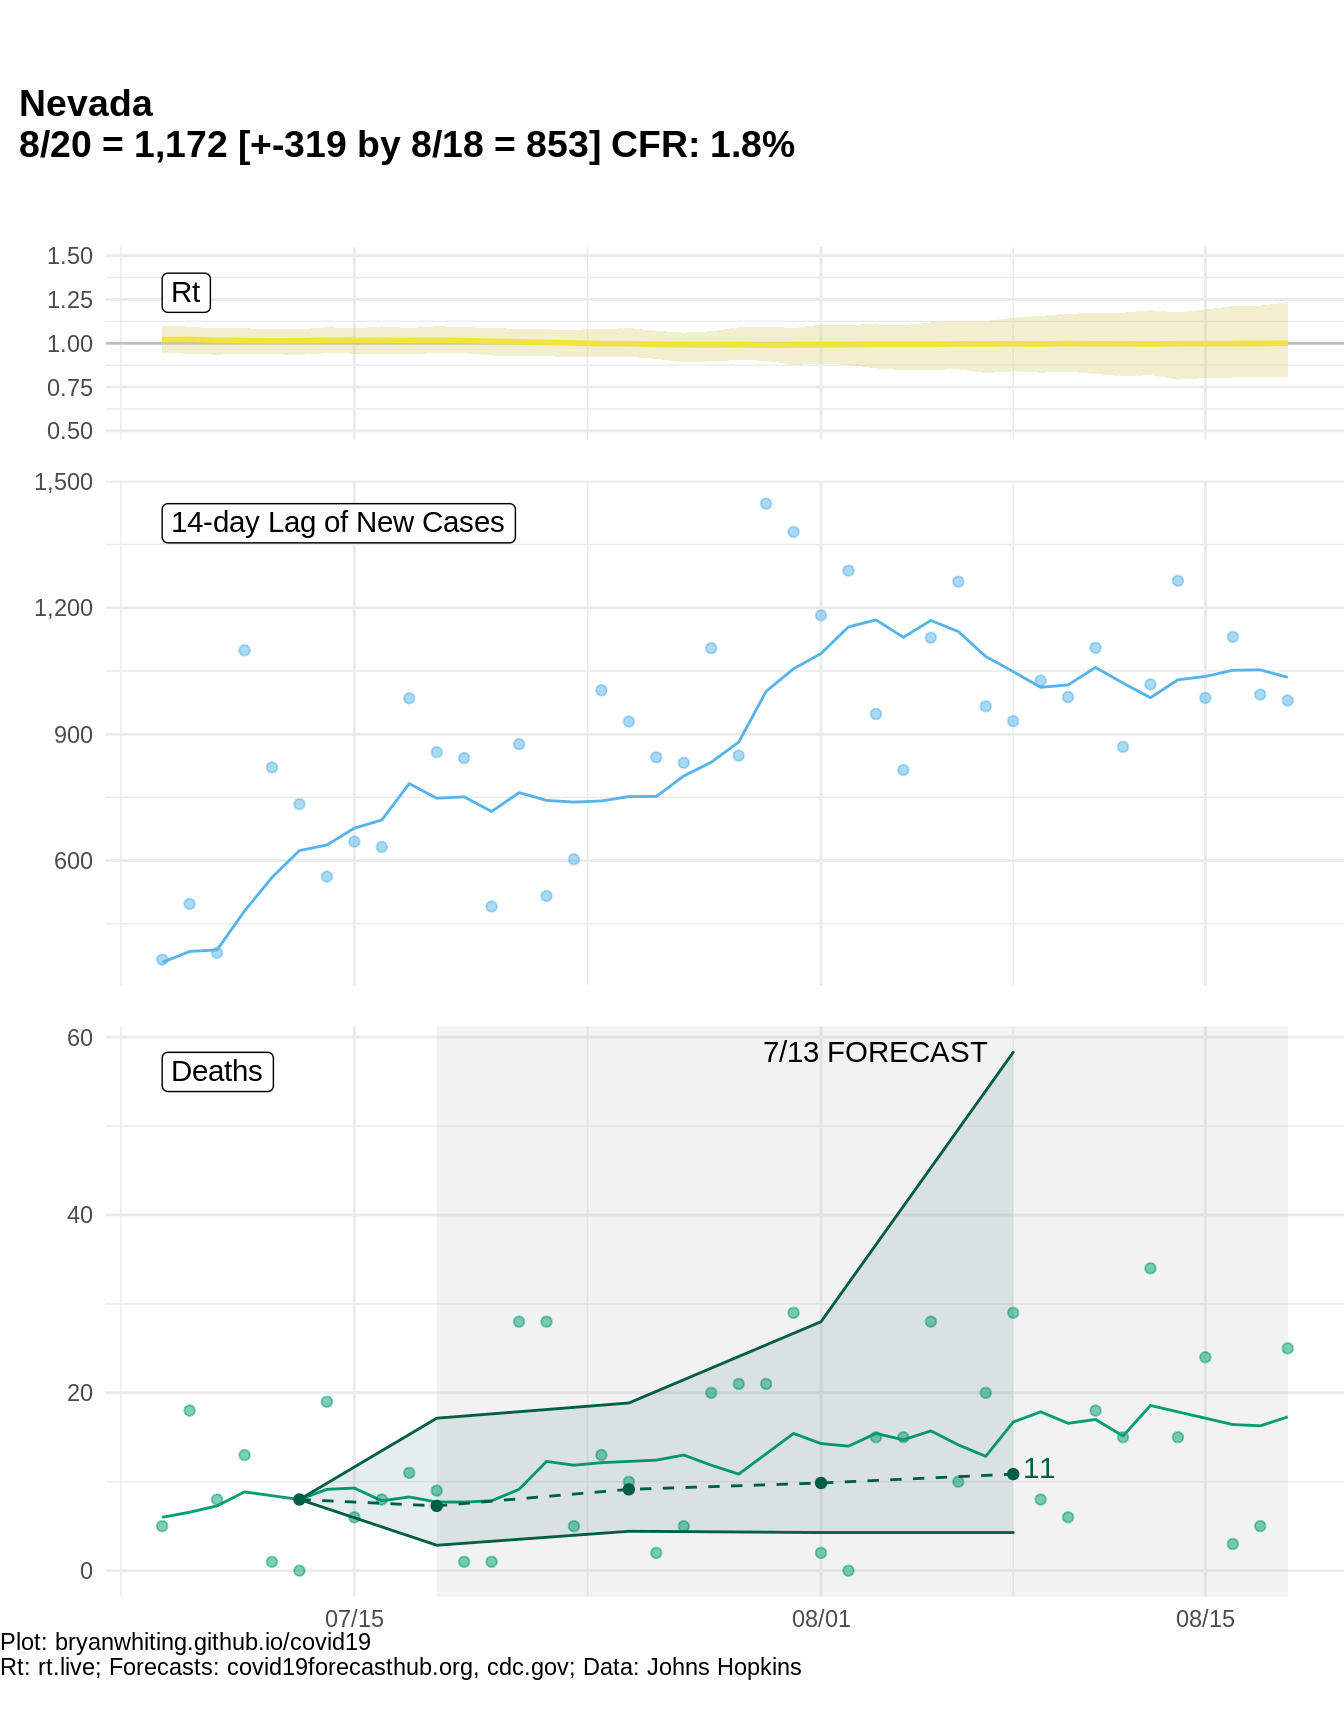 Nevada
8/20 = 1,172 [+-319 by 8/18 = 853] CFR: 1.8%
1.50
Rt
1.25
1.00
0.75
0.50
1,500
14-day Lag of New Cases
1,200
900
600
60
7/13 FORECAST
Deaths
40
20
11
0
07/15 08/01 08/15
Plot: bryanwhiting.github.io/covid19
Rt: rt.live; Forecasts: covid19forecasthub.org, cdc.gov; Data: Johns Hopkins